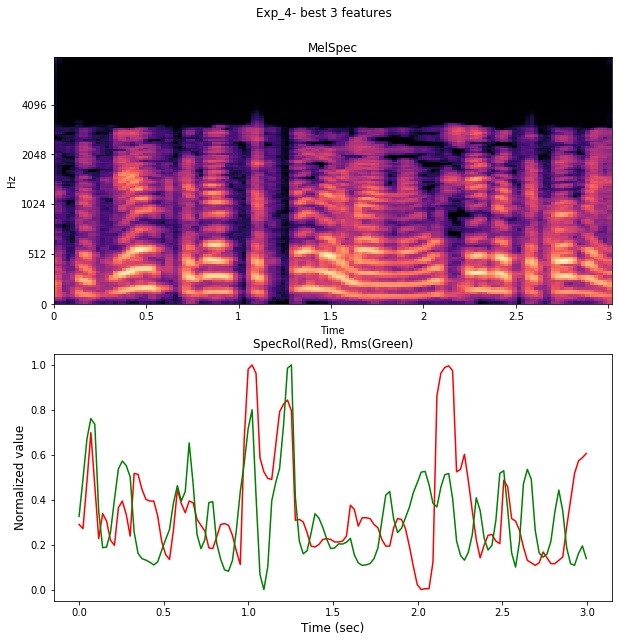 Exp_4- best 3 features
MelSpec
4096
2048
1024
512
0
Hz
0 0.5 1 1.5 2 2.5 3
Time
SpecRol(Red), Rms(Green)
1.0
0.8
0.6
0.4
0.2
0.0
Normalized value
0.0 0.5 1.0 1.5 2.0 2.5 3.0
Time (sec)